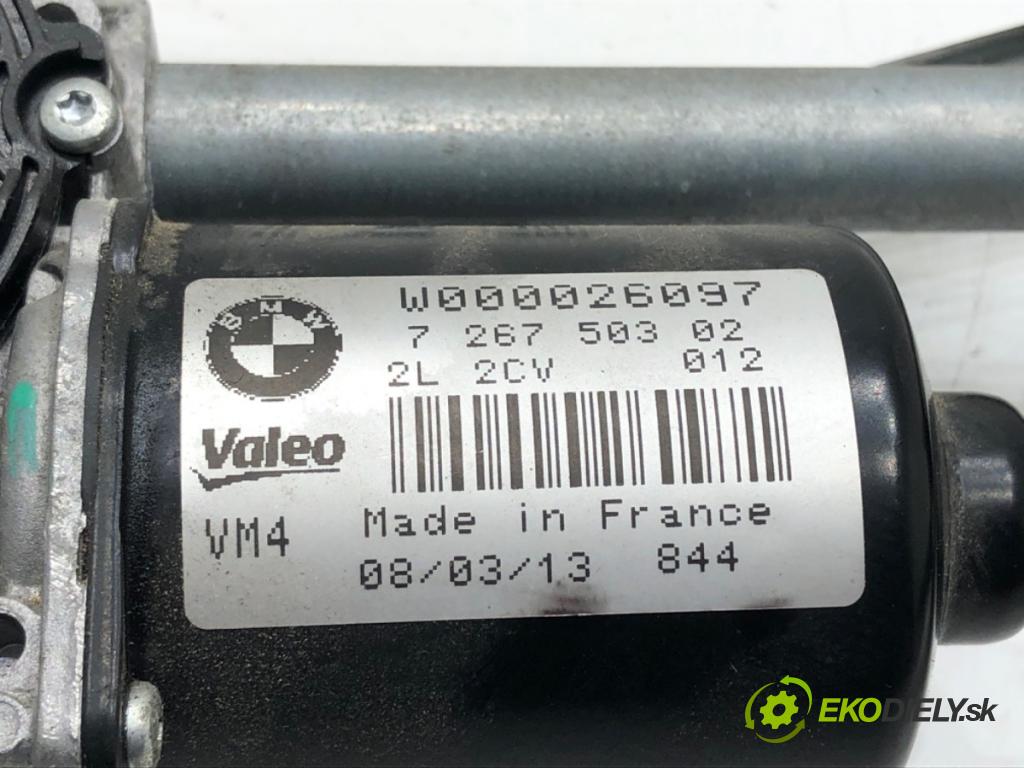 W000026097
BMW
7 267 503 02
2L 2CV 012
Valeo
VM4
Made in France
08/03/13 844
EKODIELY.sk